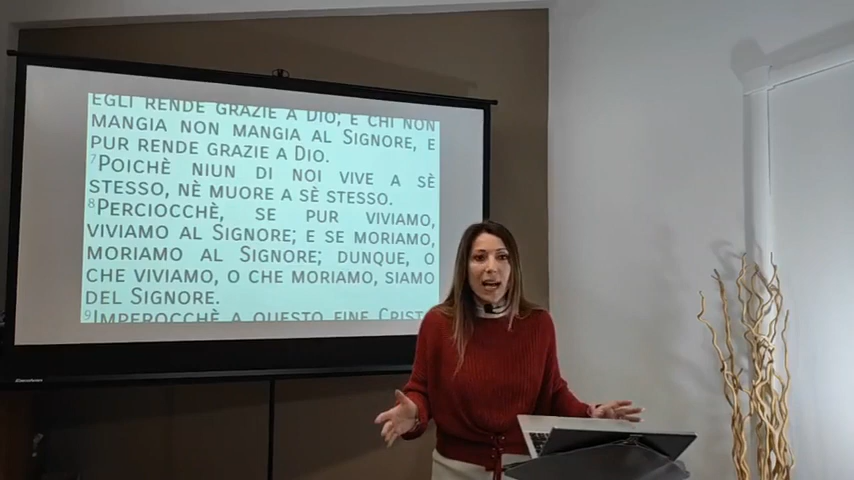 EGLI RENDE GRAZIE A DIO; E CHI NON
MANGIA NON MANGIA AL SIGNORE, E
PUR RENDE GRAZIE A DIO.
7POICHÈ NIUN DI NOI VIVE A SÈ
STESSO, NÈ MUORE A SÈ STESSO.
8PERCIOCCHÈ, SE PUR VIVIAMO,
VIVIAMO AL SIGNORE; E SE MORIAMO,
MORIAMO AL SIGNORE; DUNQUE, O
CHE VIVIAMO, O CHE MORIAMO, SIAMO
DEL SIGNORE.
9IMPEROCCHÈ A QUESTO FINE CRIST